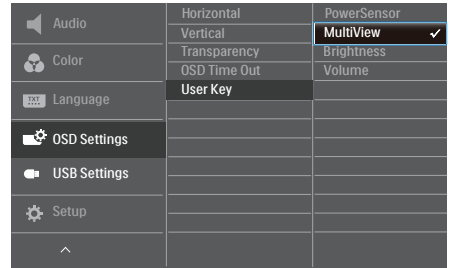 Audio
Color
TXT
Language
OSD Settings
USB Settings
Setup
Horizontal
Vertical
Transparency
OSD Time Out
User Key
PowerSensor
MultiView
Brightness
Volume